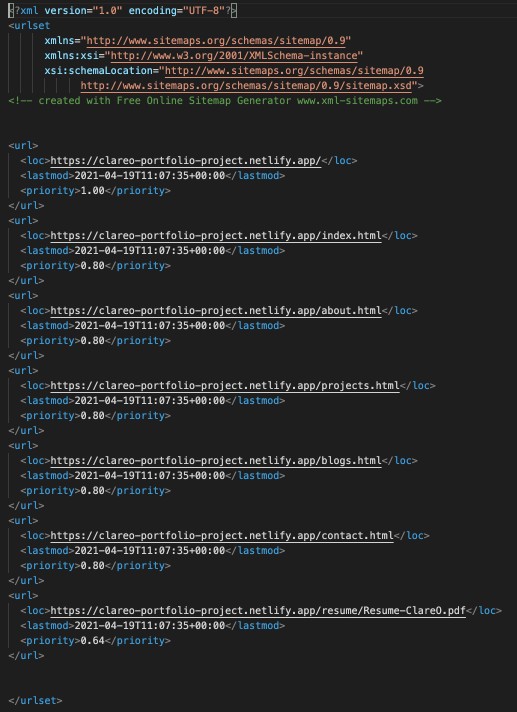 <?xml version="1.0" encoding="UTF-8"?>
<urlset
xmlns="http://www.sitemaps.org/schemas/sitemap/0.9"
xmlns:xsi="http://www.w3.org/2001/XMLSchema-instance"
xsi:schemaLocation="http://www.sitemaps.org/schemas/sitemap/0.9
http://www.sitemaps.org/schemas/sitemap/0.9/sitemap.xsd">
<!-- created with Free Online Sitemap Generator www.xml-sitemaps.com -->
<url>
<loc>https://clareo-portfolio-project.netlify.app/</loc>
<lastmod>2021-04-19T11:07:35+00:00</lastmod>
<priority>1.00</priority>
</url>
<url>
<loc>https://clareo-portfolio-project.netlify.app/index.html</loc>
<lastmod>2021-04-19T11:07:35+00:00</lastmod>
<priority>0.80</priority>
</url>
<url>
<loc>https://clareo-portfolio-project.netlify.app/about.html</loc>
<lastmod>2021-04-19T11:07:35+00:00</lastmod>
<priority>0.80</priority>
</url>
<url>
<loc>https://clareo-portfolio-project.netlify.app/projects.html</loc>
<lastmod>2021-04-19T11:07:35+00:00</lastmod>
<priority>0.80</priority>
</url>
<url>
<loc>https://clareo-portfolio-project.netlify.app/blogs.html</loc>
<lastmod>2021-04-19T11:07:35+00:00</lastmod>
<priority>0.80</priority>
</url>
<url>
<loc>https://clareo-portfolio-project.netlify.app/contact.html</loc>
<lastmod>2021-04-19T11:07:35+00:00</lastmod>
<priority>0.80</priority>
</url>
<url>
<loc>https://clareo-portfolio-project.netlify.app/resume/Resume-ClareO.pdf</loc>
<lastmod>2021-04-19T11:07:35+00:00</lastmod>
<priority>0.64</priority>
</url>
</urlset>